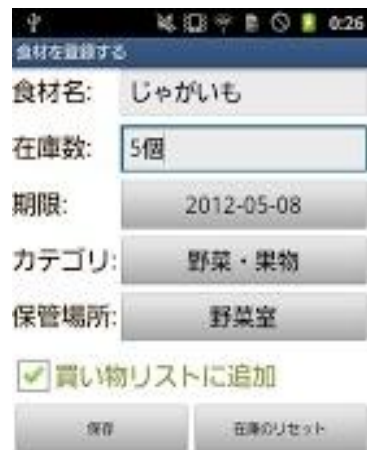 0:26
食材を登録する
食材名: じゃがいも
在庫数: 5個
期限: 2012-05-08
カテゴリ: 野菜・果物
保管場所: 野菜室
買い物リストに追加
保存 在庫のリセット